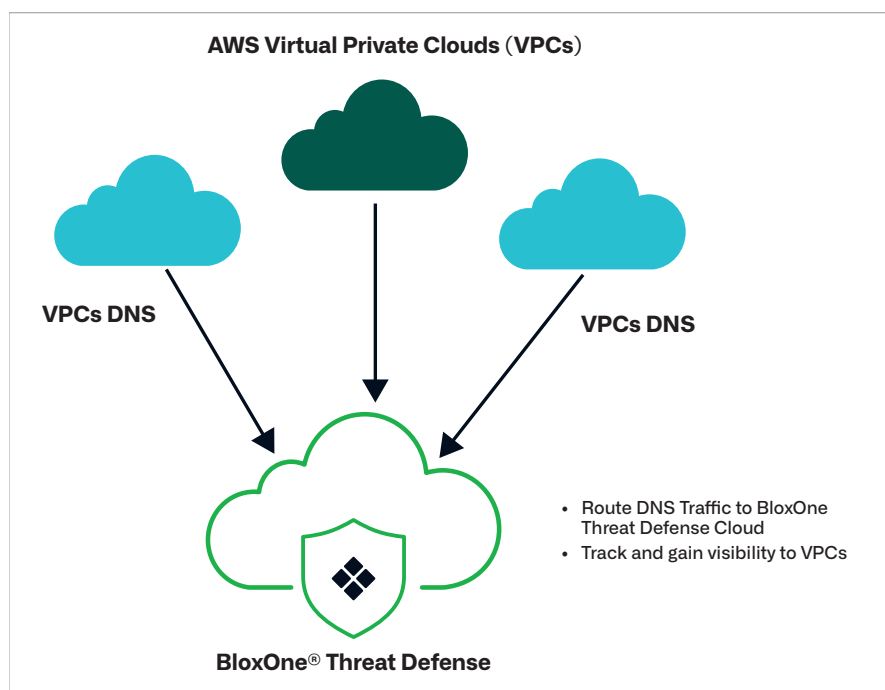 AWS Virtual Private Clouds (VPCs)
VPCs DNS
VPCs DNS
• Route DNS Traffic to BloxOne
Threat Defense Cloud
• Track and gain visibility to VPCs
BloxOne® Threat Defense